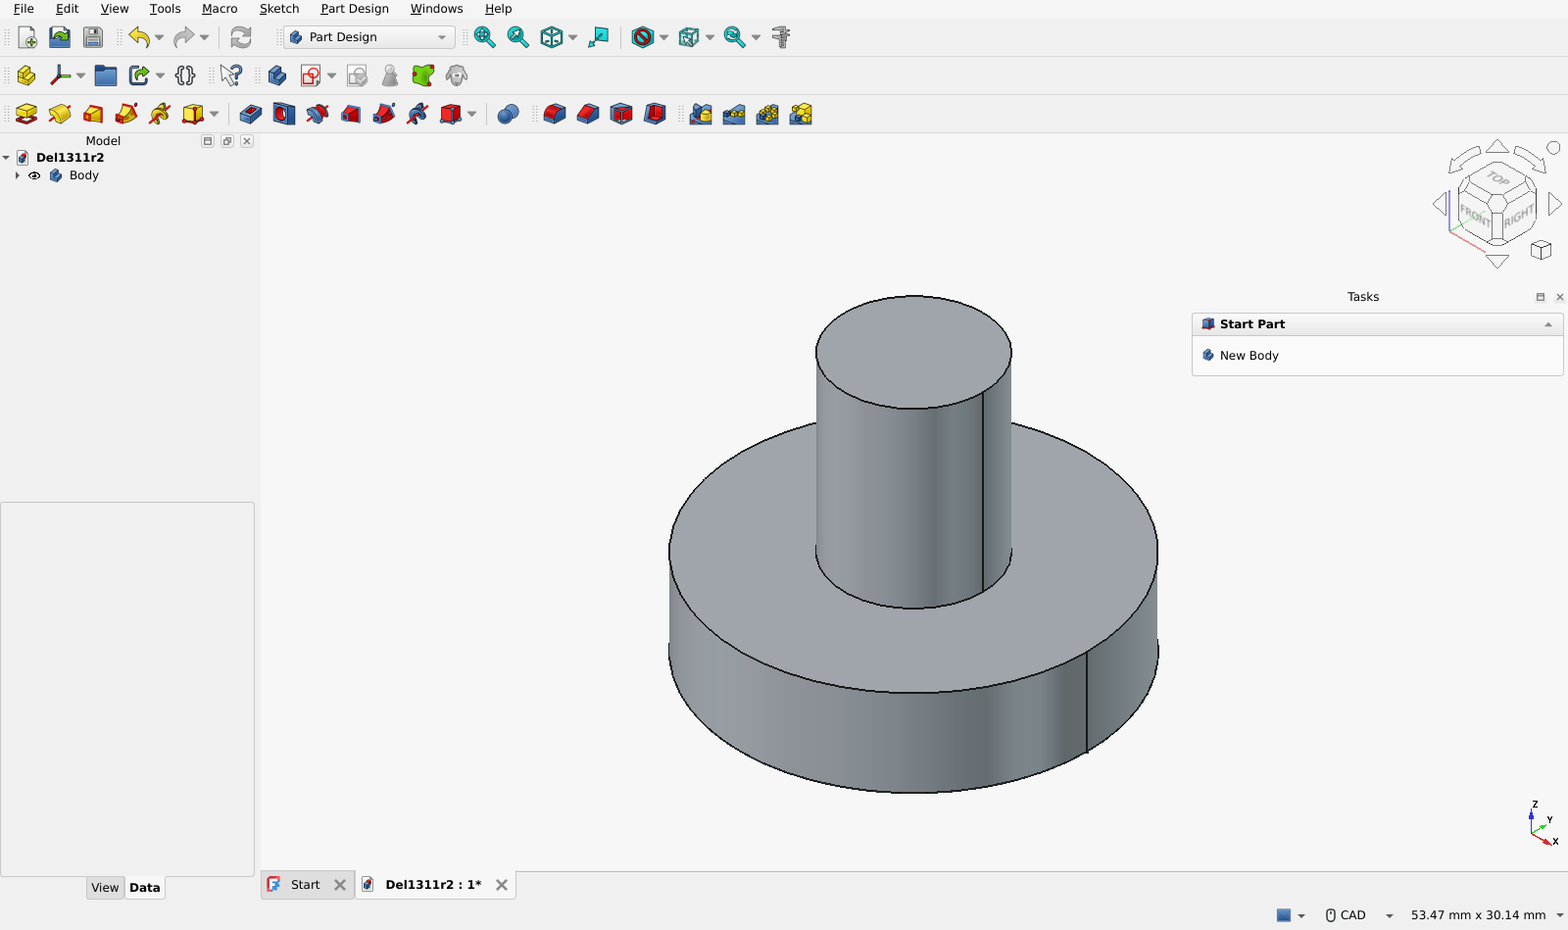 File Edit View Tools Macro Sketch Part Design Windows Help
Part Design
Model
Del1311r2
Body
TOP
FRONT RIGHT
Tasks
Start Part
New Body
Z
Y
X
View Data
Start Del1311r2 : 1*
CAD 53.47 mm x 30.14 mm